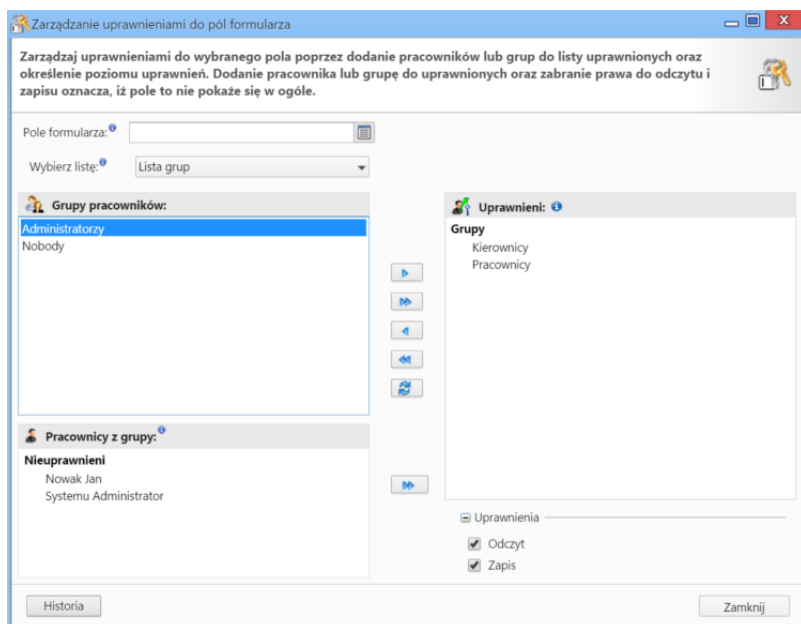 Zarządzanie uprawnieniami do pól formularza
Zarządzaj uprawnieniami do wybranego pola poprzez dodanie pracowników lub grup do listy uprawnionych oraz
określenie poziomu uprawnień. Dodanie pracownika lub grupę do uprawnionych oraz zabranie prawa do odczytu i
zapisu oznacza, iż pole to nie pokaże się w ogóle.
Pole formularza:
Wybierz listę:
Lista grup
Grupy pracowników:
Administratorzy
Nobody
Uprawnieni:
Grupy
Kierownicy
Pracownicy
Pracownicy z grupy:
Nieuprawnieni
Nowak Jan
Systemu Administrator
Uprawnienia
Odczyt
Zapis
Historia
Zamknij